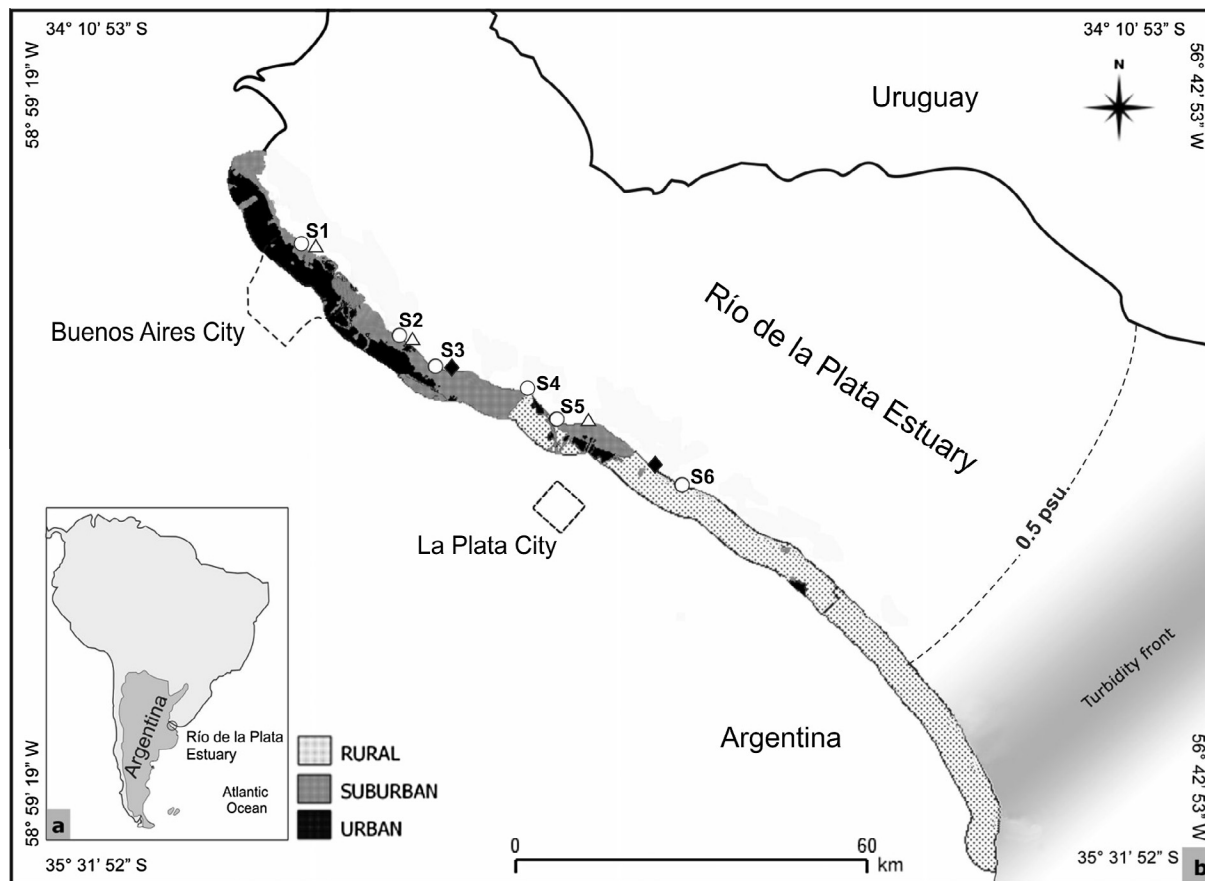 34° 10' 53” S
34° 10' 53” S
58° 59' 19” W
56° 42' 53” W
N
Uruguay
S1
Buenos Aires City
S2
S3
Río de la Plata Estuary
S4
S5
S6
La Plata City
0.5 psu.
Turbidity front
Argentina
Argentina
Río de la Plata
Estuary
Atlantic
Ocean
a
RURAL
SUBURBAN
URBAN
58° 59' 19” W
56° 42' 53” W
0
60
km
35° 31' 52” S
35° 31' 52” S
b